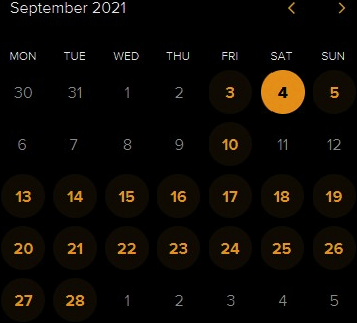 September 2021 < >
MON TUE WED THU FRI SAT SUN
30 31 1 2 3 4 5
6 7 8 9 10 11 12
13 14 15 16 17 18 19
20 21 22 23 24 25 26
27 28 1 2 3 4 5